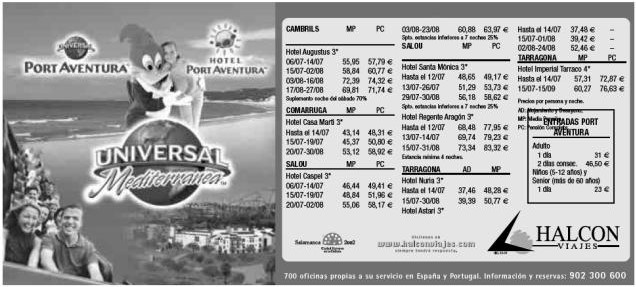 UNIVERSAL
PORT AVENTURA
HOTEL
PORT AVENTURA
UNIVERSAL
Mediterránea
CAMBRILS MP PC
Hotel Augustus 3*
06/07-14/07 55,95 57,79 €
15/07-02/08 58,84 60,77 €
03/08-16/08 72,39 74,32 €
17/08-27/08 69,81 71,74 €
Suplemento noche del sábado 70%
COMARRUGA MP PC
Hotel Casa Martí 3*
Hasta el 14/07 43,14 48,31 €
15/07-19/07 45,37 50,80 €
20/07-30/08 53,12 58,92 €
SALOU MP PC
Hotel Caspel 3*
06/07-14/07 46,44 49,41 €
15/07-19/07 48,84 51,96 €
20/07-02/08 55,06 58,17 €
03/08-23/08 60,88 63,97 €
Spto. estancias inferiores a 7 noches 25%
SALOU MP PC
Hotel Santa Mónica 3*
Hasta el 12/07 48,65 49,17 €
13/07-26/07 51,29 53,73 €
29/07-30/08 56,18 58,62 €
Spto. estancias inferiores a 7 noches 25%
Hotel Regente Aragón 3*
Hasta el 12/07 68,48 77,95 €
13/07-14/07 69,74 79,23 €
15/07-31/08 73,34 83,32 €
Estancia mínima 4 noches.
TARRAGONA AD MP
Hotel Nuria 3*
Hasta el 14/07 37,46 48,28 €
15/07-30/08 39,39 50,77 €
Hotel Astari 3*
Hasta el 14/07 37,48 € –
15/07-01/08 39,42 € –
02/08-24/08 52,46 € –
TARRAGONA MP PC
Hotel Imperial Tarraco 4*
Hasta el 14/07 57,31 72,87 €
15/07-15/09 60,27 76,63 €
Precios por persona y noche.
AD: Alojamiento y Desayuno,
MP: Media Pensión
PC: Pensión Completa
ENTRADAS PORT
AVENTURA
Adulto
1 día 31 €
2 días consec. 46,50 €
Niños (5-12 años) y
Senior (más de 60 años)
1 día 23 €
Salamanca
Visítenos en
www.halconviajes.com
siempre tendrá respuesta.
HALCON
VIAJES
700 oficinas propias a su servicio en España y Portugal. Información y reservas: 902 300 600